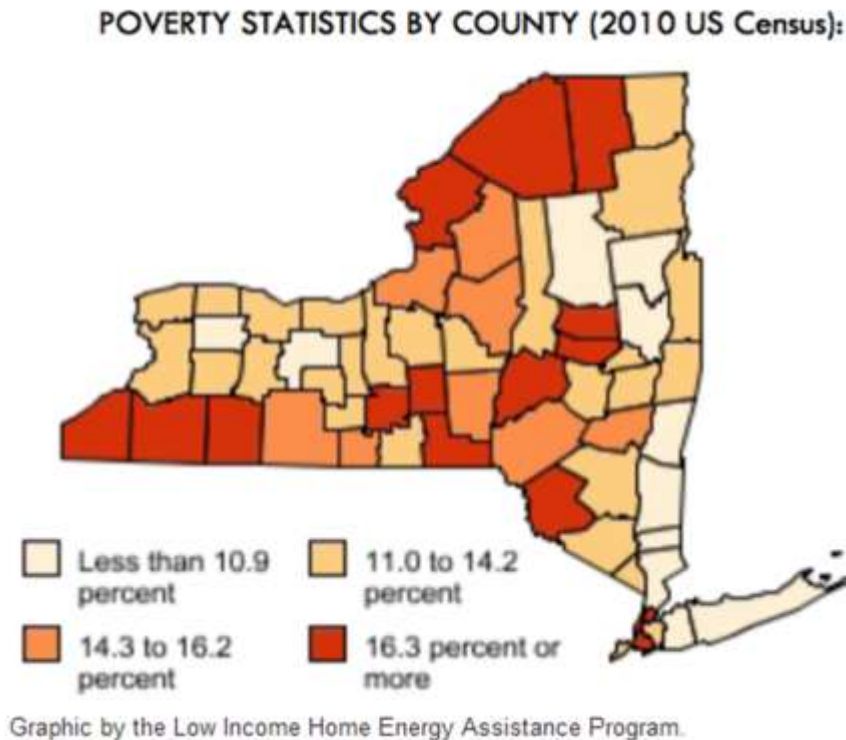 POVERTY STATISTICS BY COUNTY (2010 US Census):
Less than 10.9
percent
11.0 to 14.2
percent
14.3 to 16.2
percent
16.3 percent or
more
Graphic by the Low Income Home Energy Assistance Program.